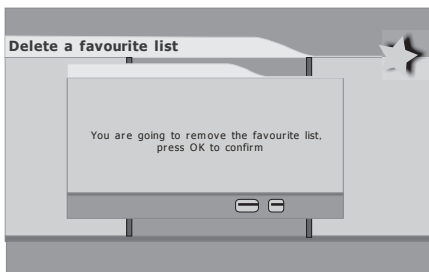 Delete a favourite list
You are going to remove the favourite list,
press OK to confirm